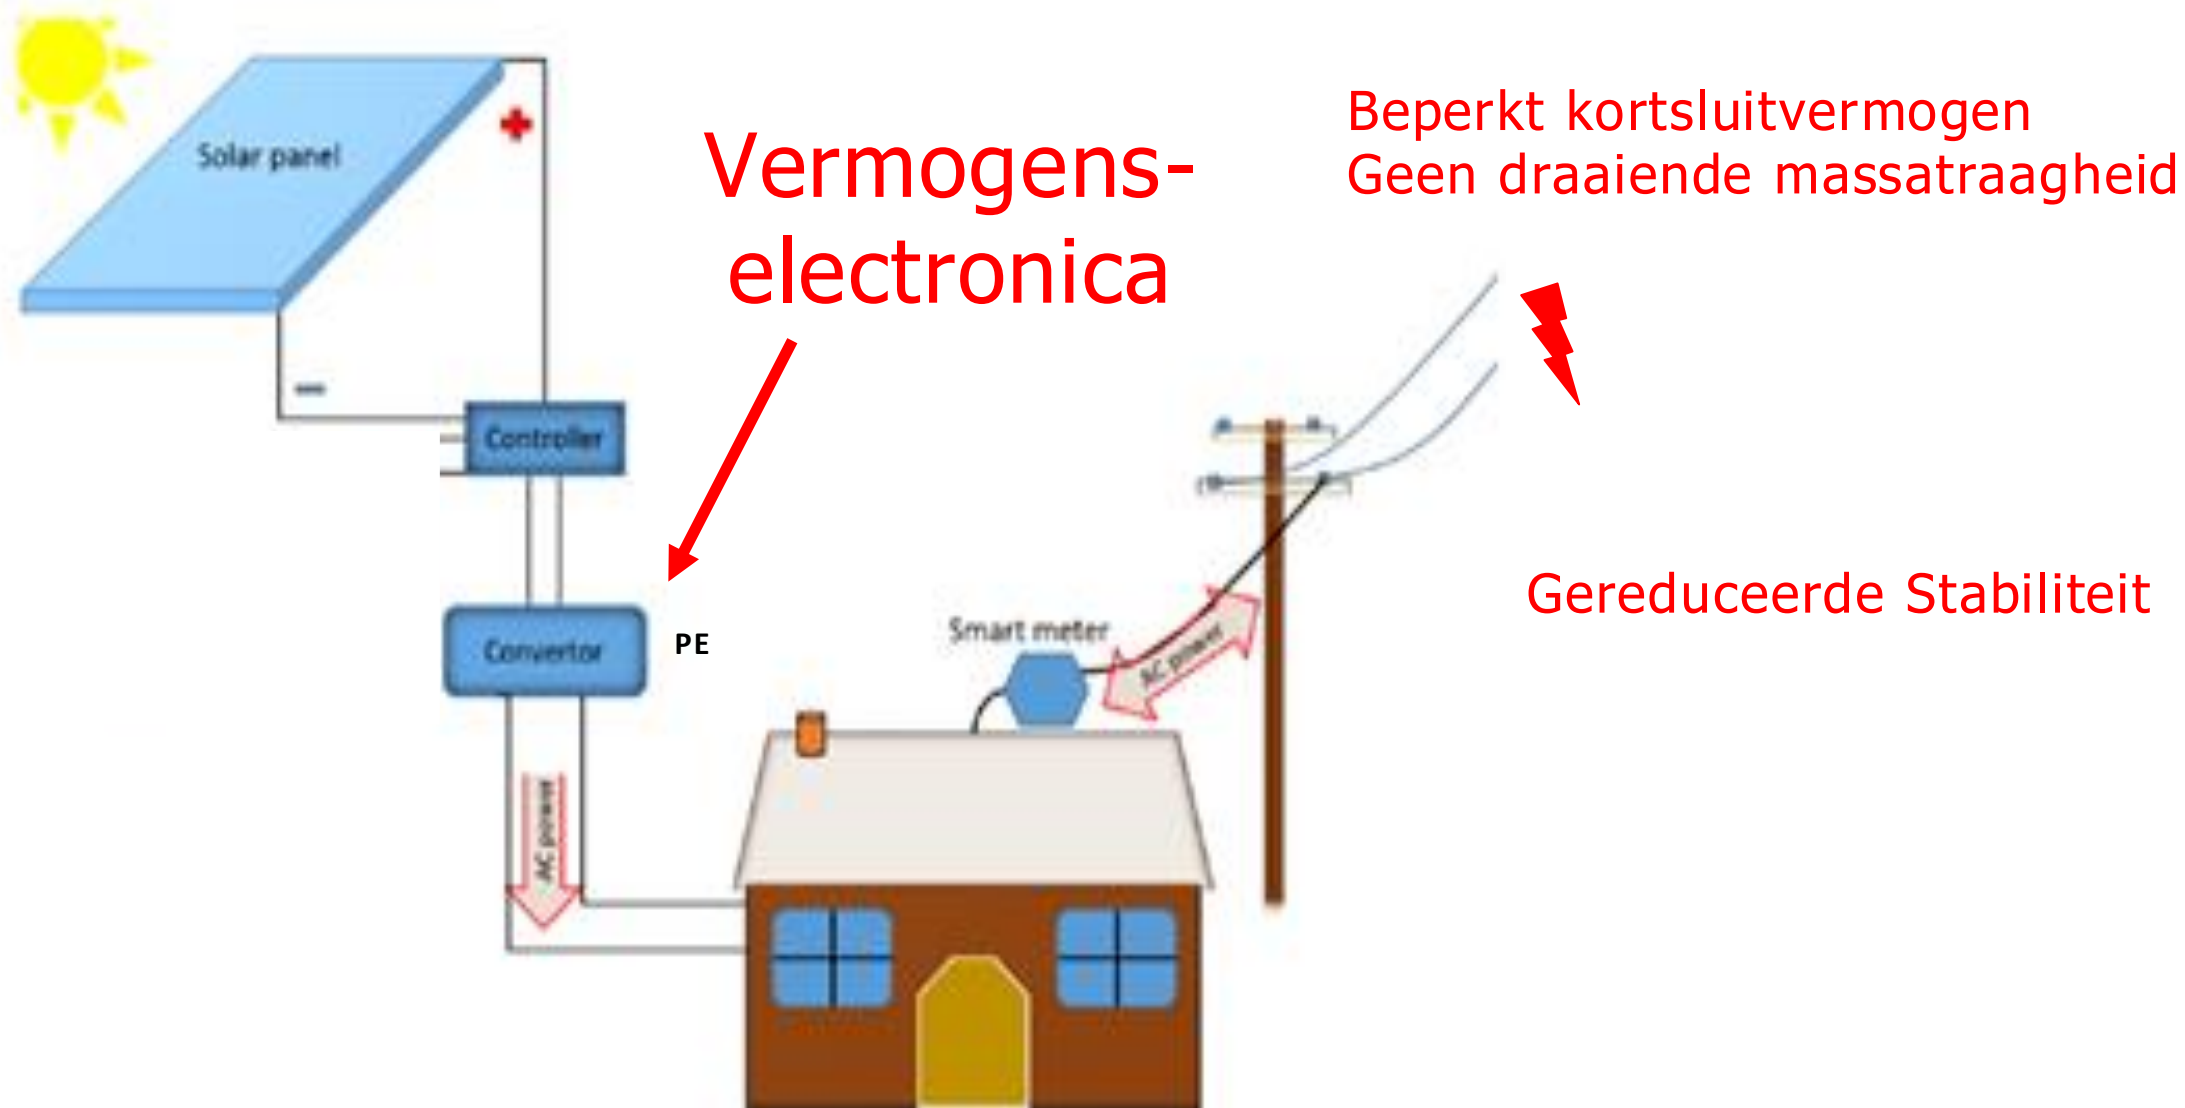 Solar panel
+
Vermogens-
electronica
Beperkt kortsluitvermogen
Geen draaiende massatraagheid
−
Controller
Convertor
PE
Smart meter
AC power
Gereduceerde Stabiliteit
AC power